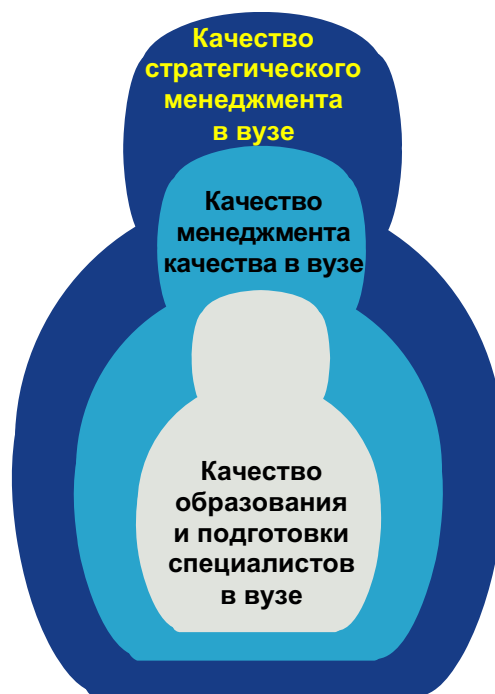 Качество
стратегического
менеджмента
в вузе
Качество
менеджмента
качества в вузе
Качество
образования
и подготовки
специалистов
в вузе